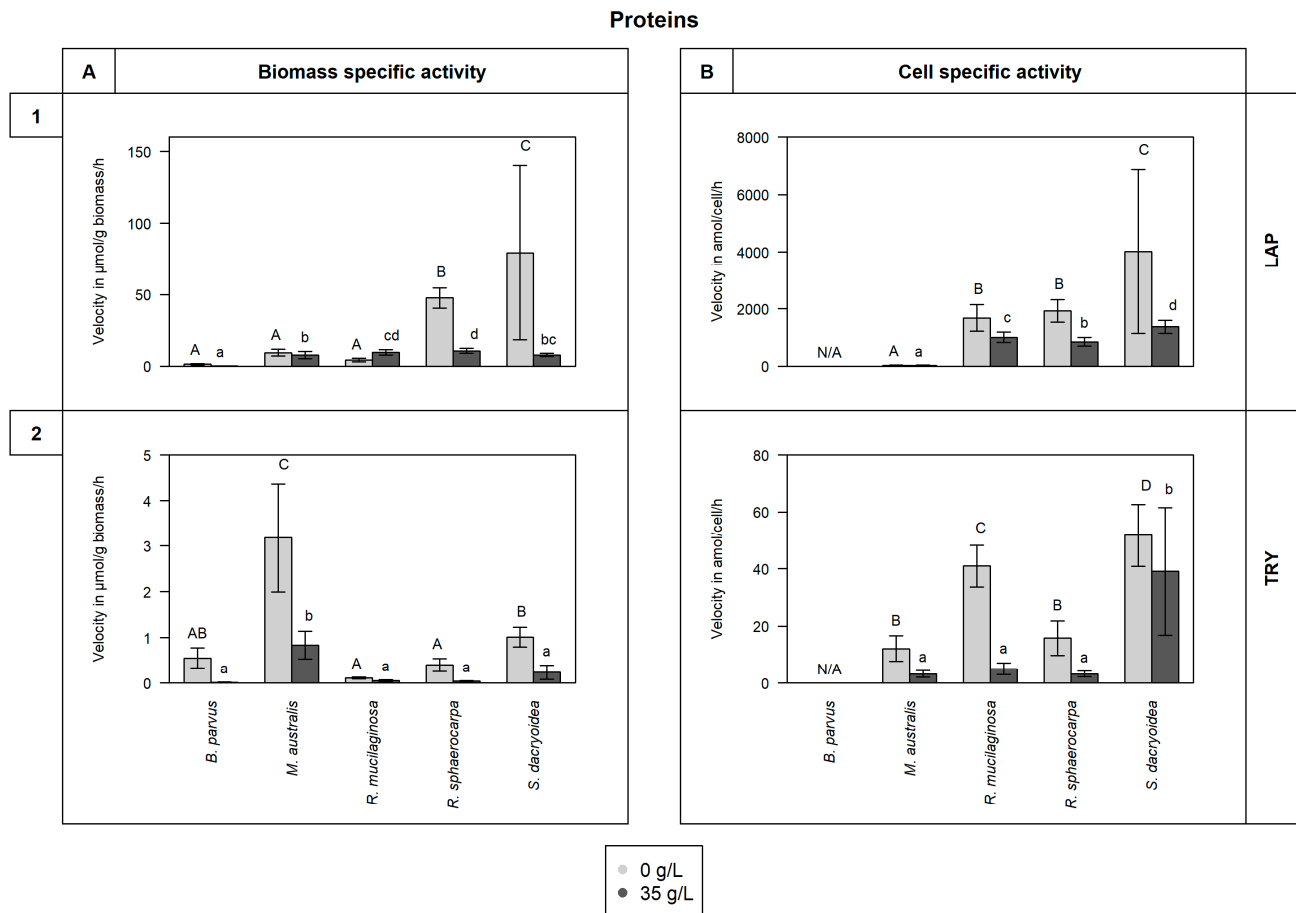 Proteins
A
Biomass specific activity
B
Cell specific activity
1
Velocity in µmol/g biomass/h
150
100
50
0
A
a
A
b
A
cd
B
d
C
bc
Velocity in amol/cell/h
8000
6000
4000
2000
0
N/A
A
a
B
c
B
b
C
d
LAP
2
Velocity in µmol/g biomass/h
5
4
3
2
1
0
AB
a
C
b
A
a
A
a
B
a
B. parvus
M. australis
R. mucilaginosa
R. sphaerocarpa
S. dacryoidea
Velocity in amol/cell/h
80
60
40
20
0
N/A
B
a
C
a
B
a
D
b
B. parvus
M. australis
R. mucilaginosa
R. sphaerocarpa
S. dacryoidea
TRY
0 g/L
35 g/L